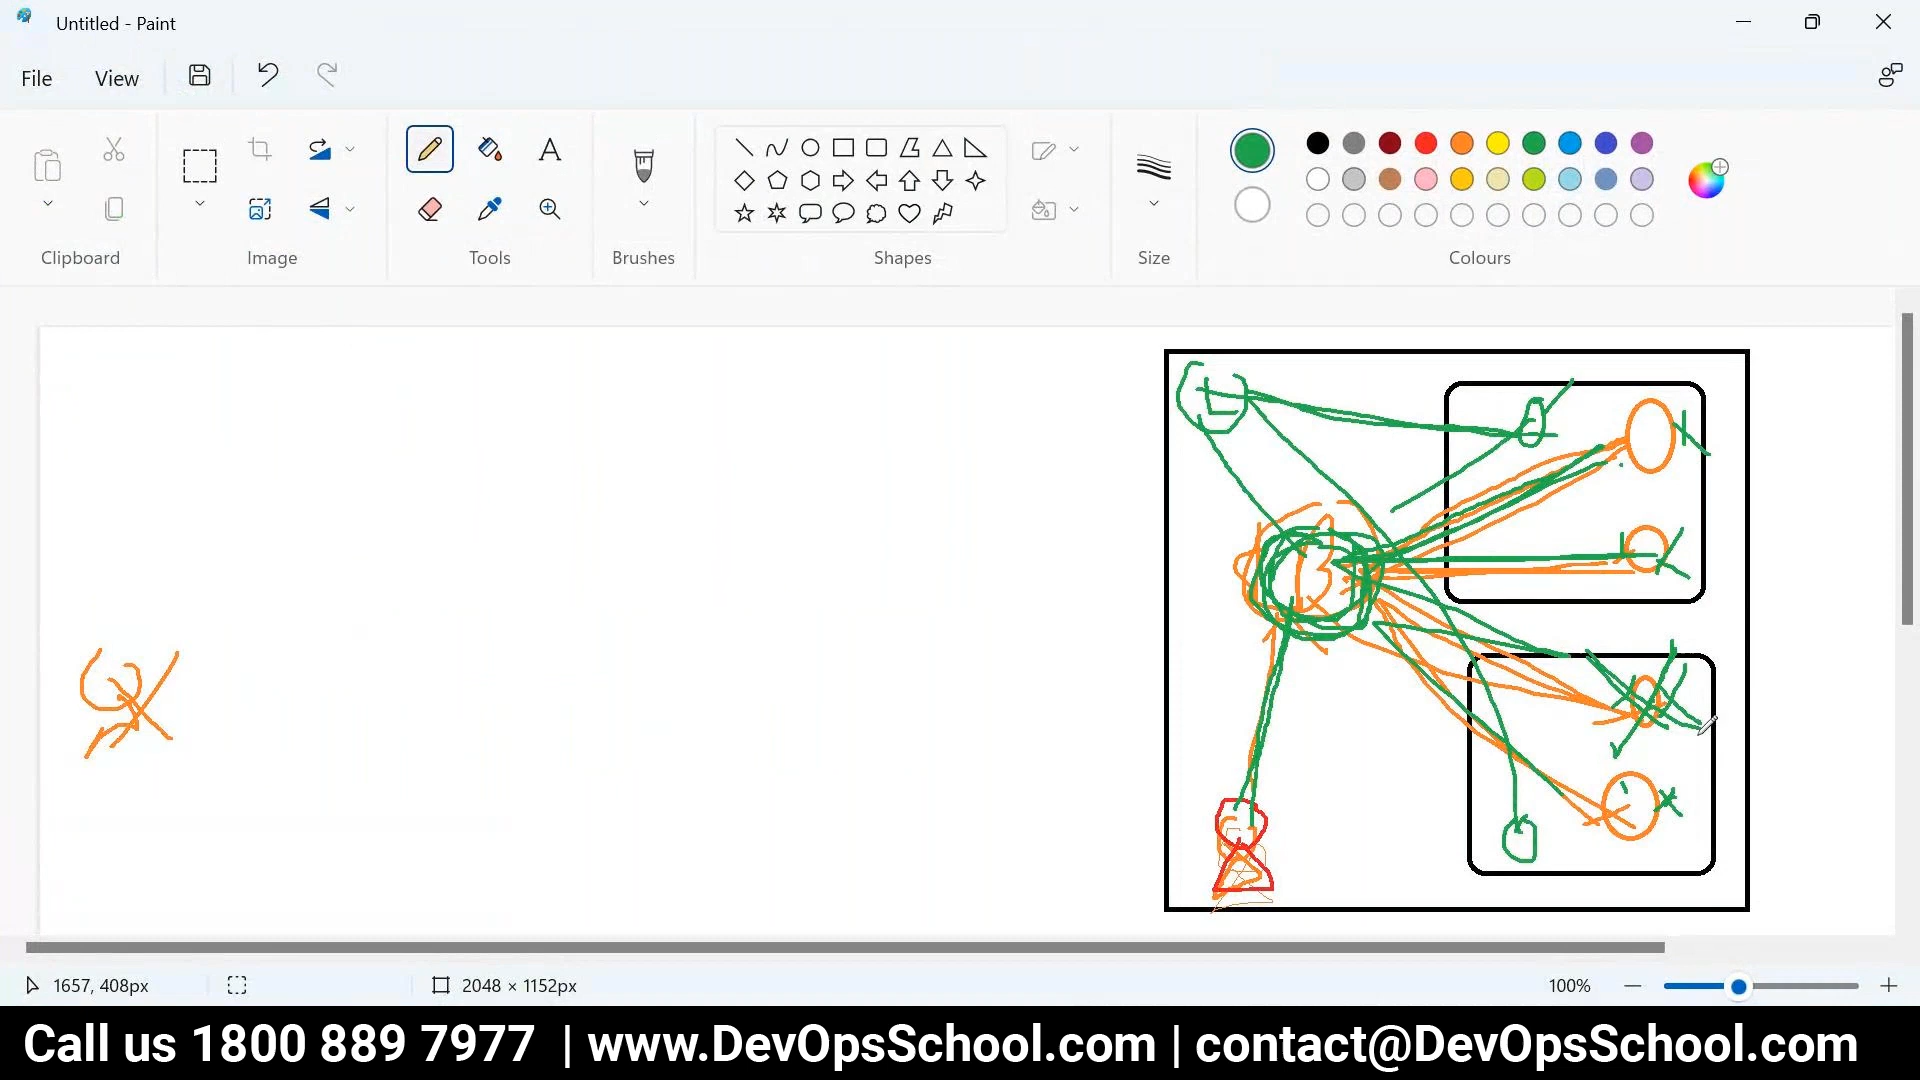 Untitled - Paint
File View
Clipboard
Image
Tools
Brushes
Shapes
Size
Colours
L
1657, 408px
2048 × 1152px
100%
Call us 1800 889 7977 | www.DevOpsSchool.com | contact@DevOpsSchool.com